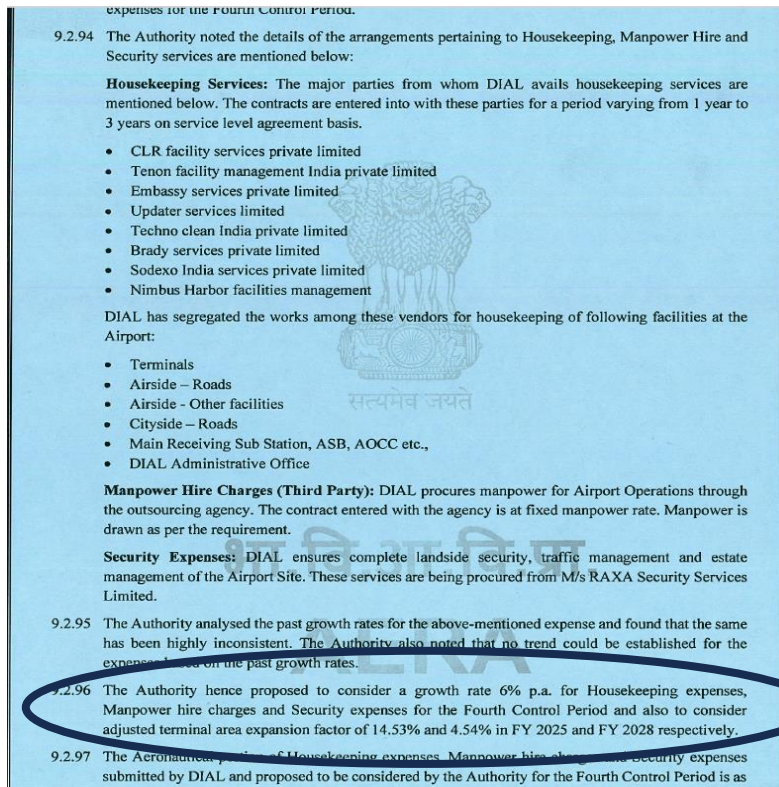 expenses for the Fourth Control Period.
9.2.94 The Authority noted the details of the arrangements pertaining to Housekeeping, Manpower Hire and
Security services are mentioned below:
Housekeeping Services: The major parties from whom DIAL avails housekeeping services are
mentioned below. The contracts are entered into with these parties for a period varying from 1 year to
3 years on service level agreement basis.
• CLR facility services private limited
• Tenon facility management India private limited
• Embassy services private limited
• Updater services limited
• Techno clean India private limited
• Brady services private limited
• Sodexo India services private limited
• Nimbus Harbor facilities management
DIAL has segregated the works among these vendors for housekeeping of following facilities at the
Airport:
• Terminals
• Airside – Roads
• Airside - Other facilities
• Cityside – Roads
सत्यमेव जयते
• Main Receiving Sub Station, ASB, AOCC etc.,
• DIAL Administrative Office
Manpower Hire Charges (Third Party): DIAL procures manpower for Airport Operations through
the outsourcing agency. The contract entered with the agency is at fixed manpower rate. Manpower is
drawn as per the requirement.
भा.वि.आ.वि.प्रा.
Security Expenses: DIAL ensures complete landside security, traffic management and estate
management of the Airport Site. These services are being procured from M/s RAXA Security Services
Limited.
9.2.95 The Authority analysed the past growth rates for the above-mentioned expense and found that the same
has been highly inconsistent. The Authority also noted that no trend could be established for the
AERA
expenses based on the past growth rates.
9.2.96 The Authority hence proposed to consider a growth rate 6% p.a. for Housekeeping expenses,
Manpower hire charges and Security expenses for the Fourth Control Period and also to consider
adjusted terminal area expansion factor of 14.53% and 4.54% in FY 2025 and FY 2028 respectively.
9.2.97 The Aeronautical portion of Housekeeping expenses, Manpower hire charges and Security expenses
submitted by DIAL and proposed to be considered by the Authority for the Fourth Control Period is as